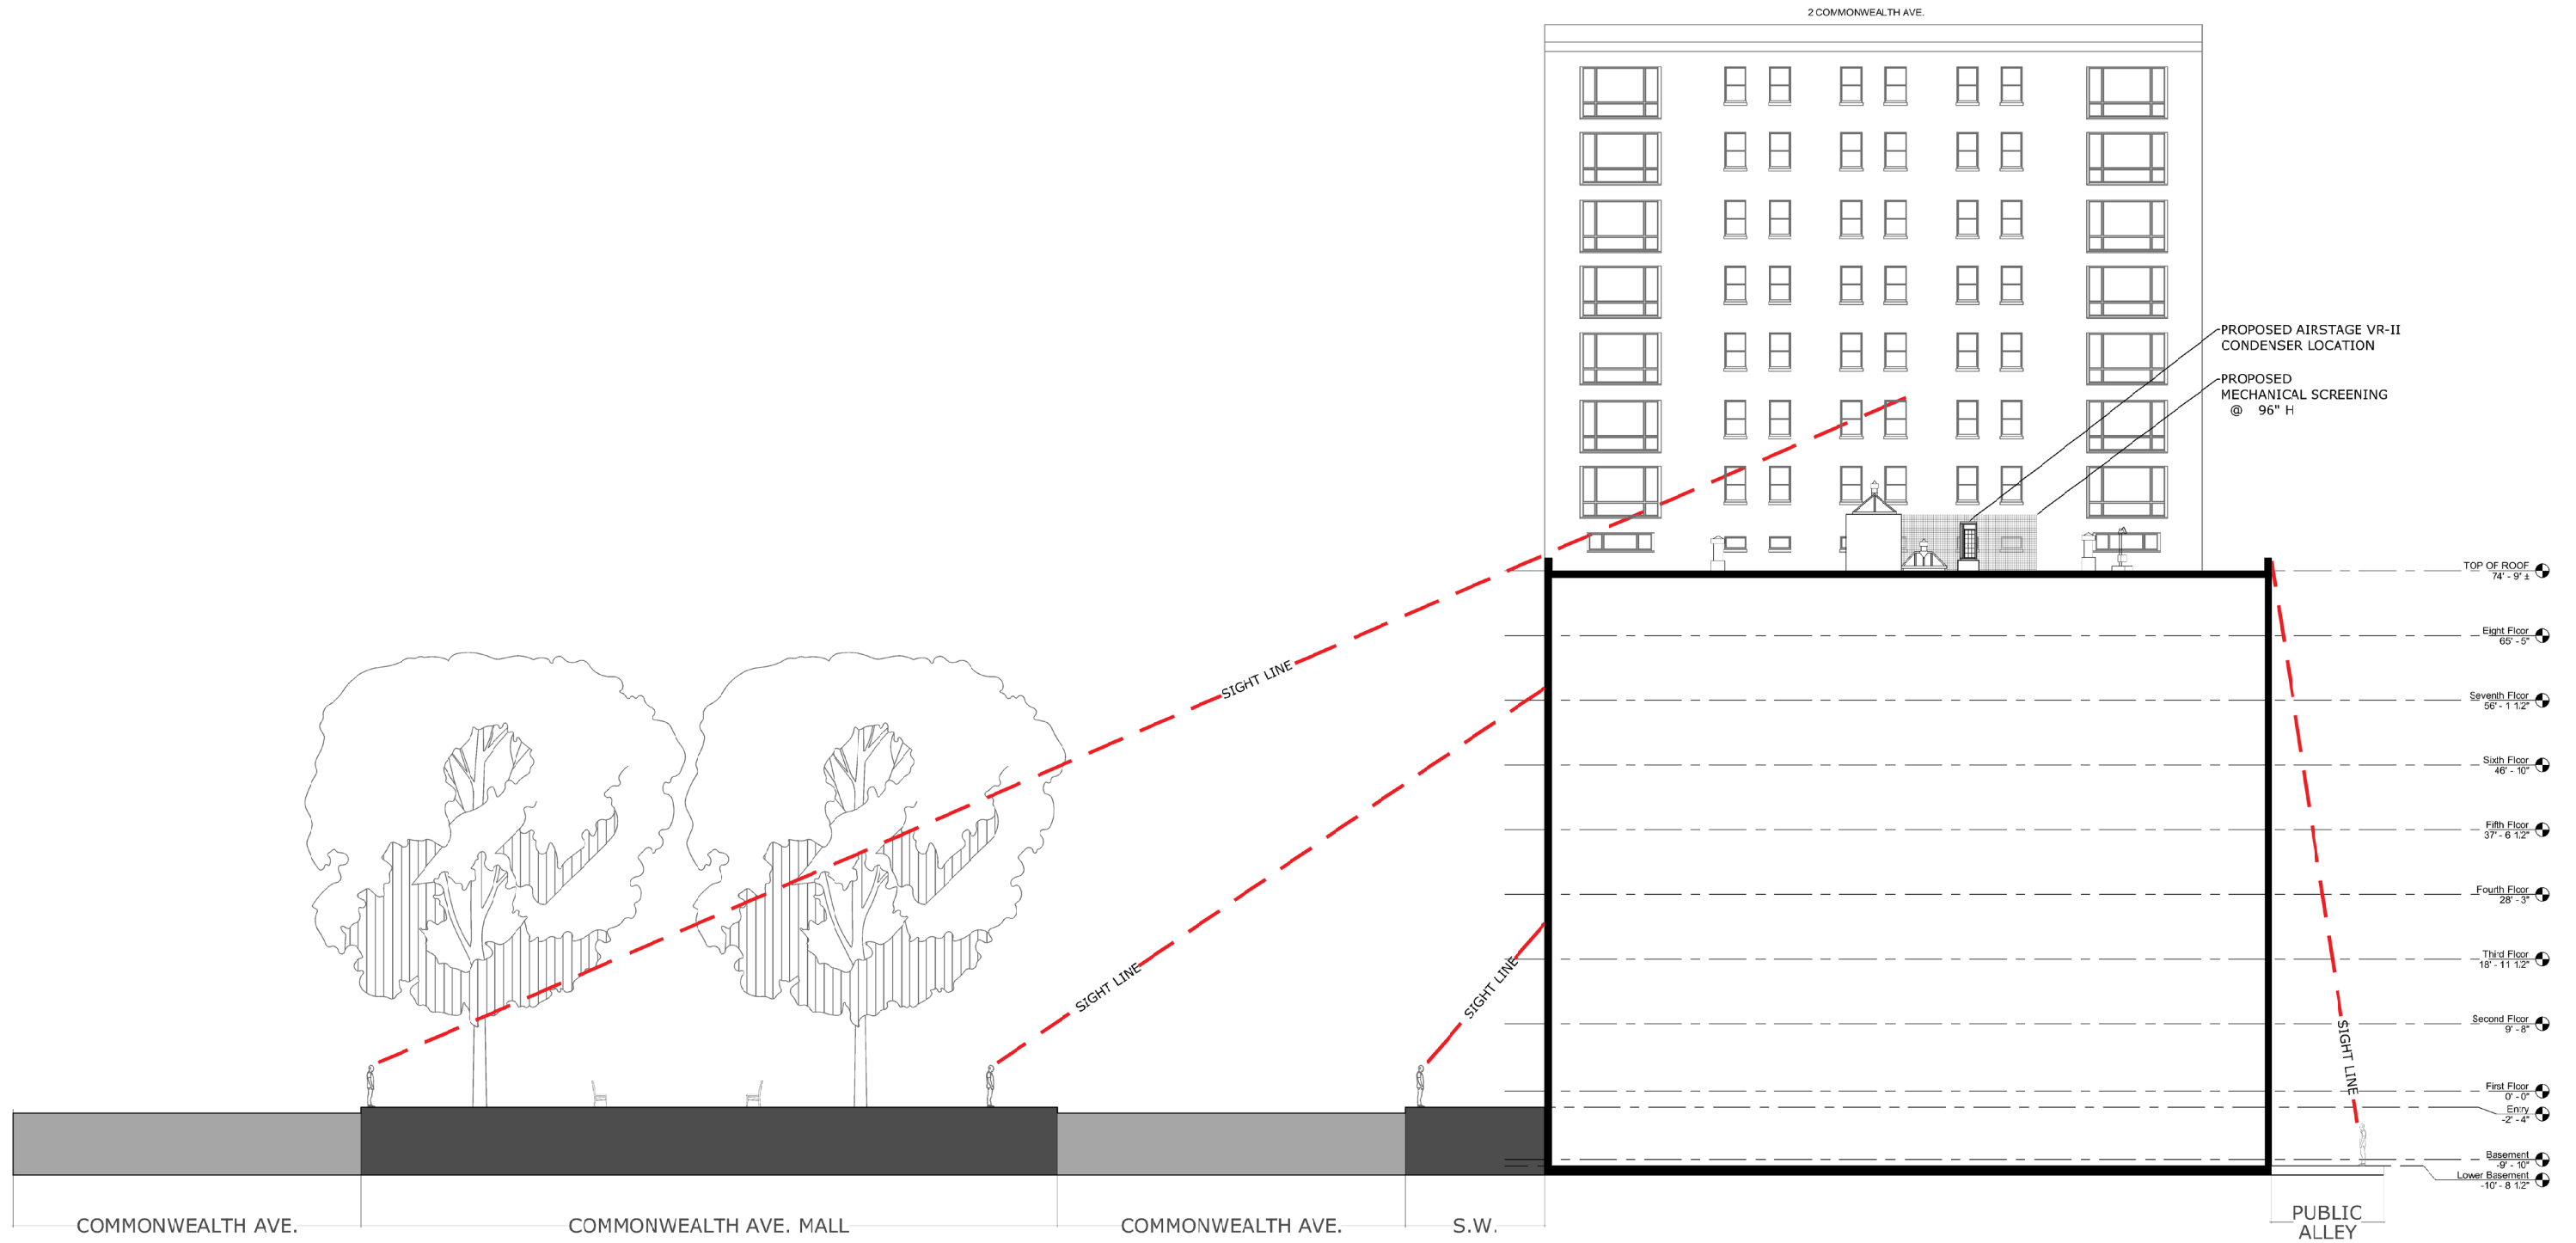 2 COMMONWEALTH AVE.
PROPOSED AIRSTAGE VR-II
CONDENSER LOCATION
PROPOSED
MECHANICAL SCREENING
@ 96" H
TOP OF ROOF
74' - 9" ±
Eight Floor
65' - 5"
SIGHT LINE
Seventh Floor
56' - 1 1/2"
Sixth Floor
46' - 10"
Fifth Floor
37' - 6 1/2"
Fourth Floor
28' - 3"
SIGHT LINE
SIGHT LINE
Third Floor
18' - 11 1/2"
Second Floor
9' - 8"
SIGHT LINE
First Floor
0' - 0"
Entry
-2' - 4"
Basement
-9' - 10"
Lower Basement
-10' - 8 1/2"
COMMONWEALTH AVE.
COMMONWEALTH AVE. MALL
COMMONWEALTH AVE.
S.W.
PUBLIC
ALLEY